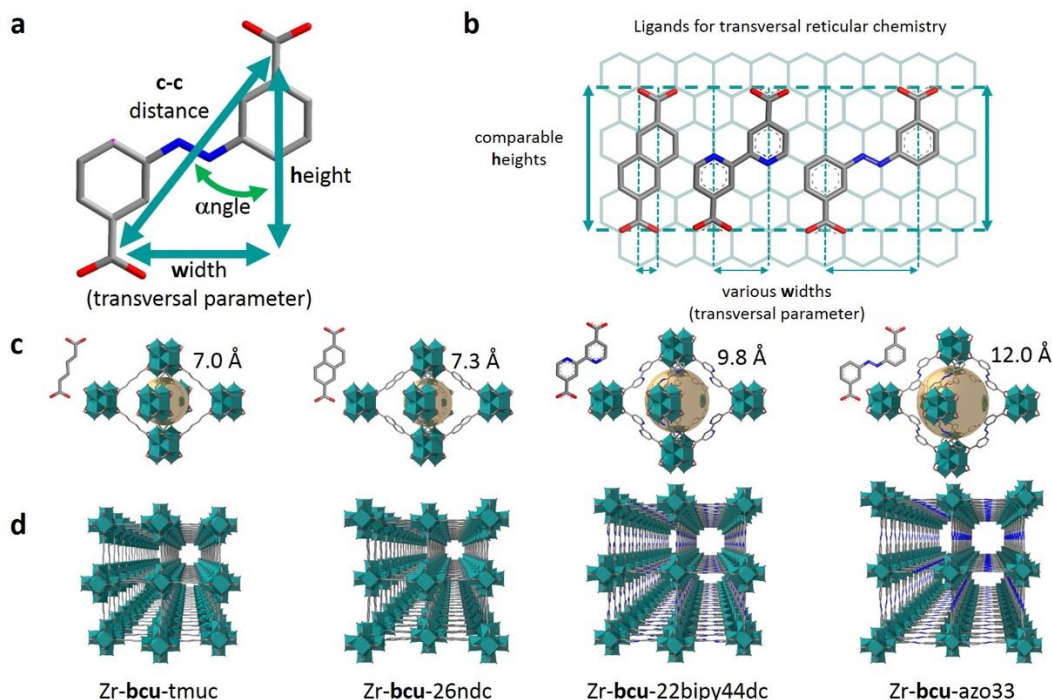 a
c-c
distance
αngle
height
width
(transversal parameter)
b
Ligands for transversal reticular chemistry
comparable
heights
various widths
(transversal parameter)
c
7.0 Å
7.3 Å
9.8 Å
12.0 Å
d
Zr-bcu-tmuc
Zr-bcu-26ndc
Zr-bcu-22bipy44dc
Zr-bcu-azo33